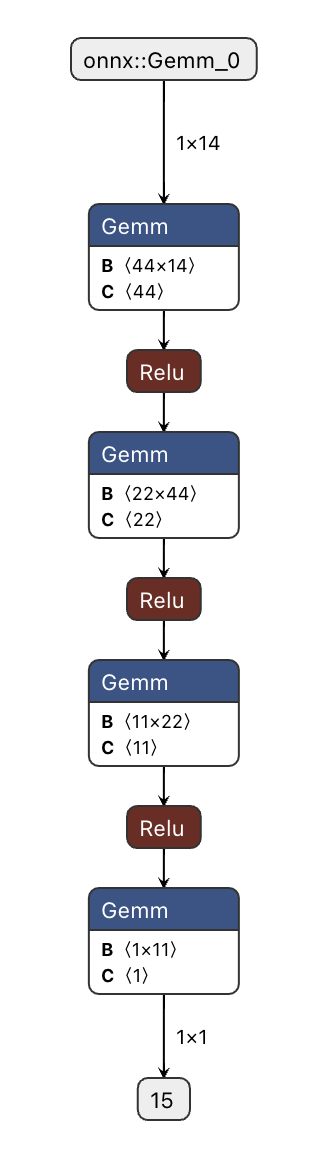 onnx::Gemm_0
1×14
Gemm
B ⟨44×14⟩
C ⟨44⟩
Relu
Gemm
B ⟨22×44⟩
C ⟨22⟩
Relu
Gemm
B ⟨11×22⟩
C ⟨11⟩
Relu
Gemm
B ⟨1×11⟩
C ⟨1⟩
1×1
15